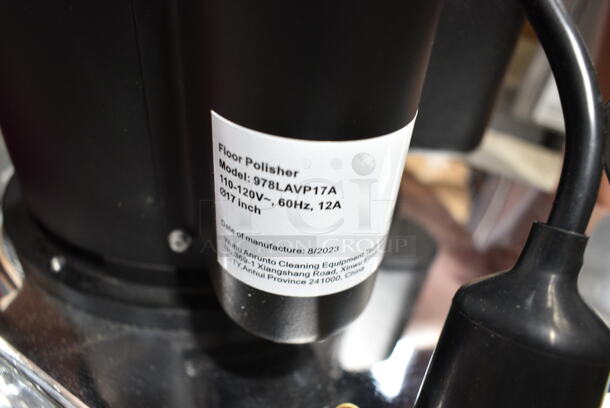 Floor Polisher
Model: 978LAVP17A
110-120V~, 60Hz, 12A
Ø17 inch
Date of manufacture: 8/2023
Wuhu Anrunto Cleaning Equipment
Xiangshang Road, Xinwu
Anhui Province 241000, China